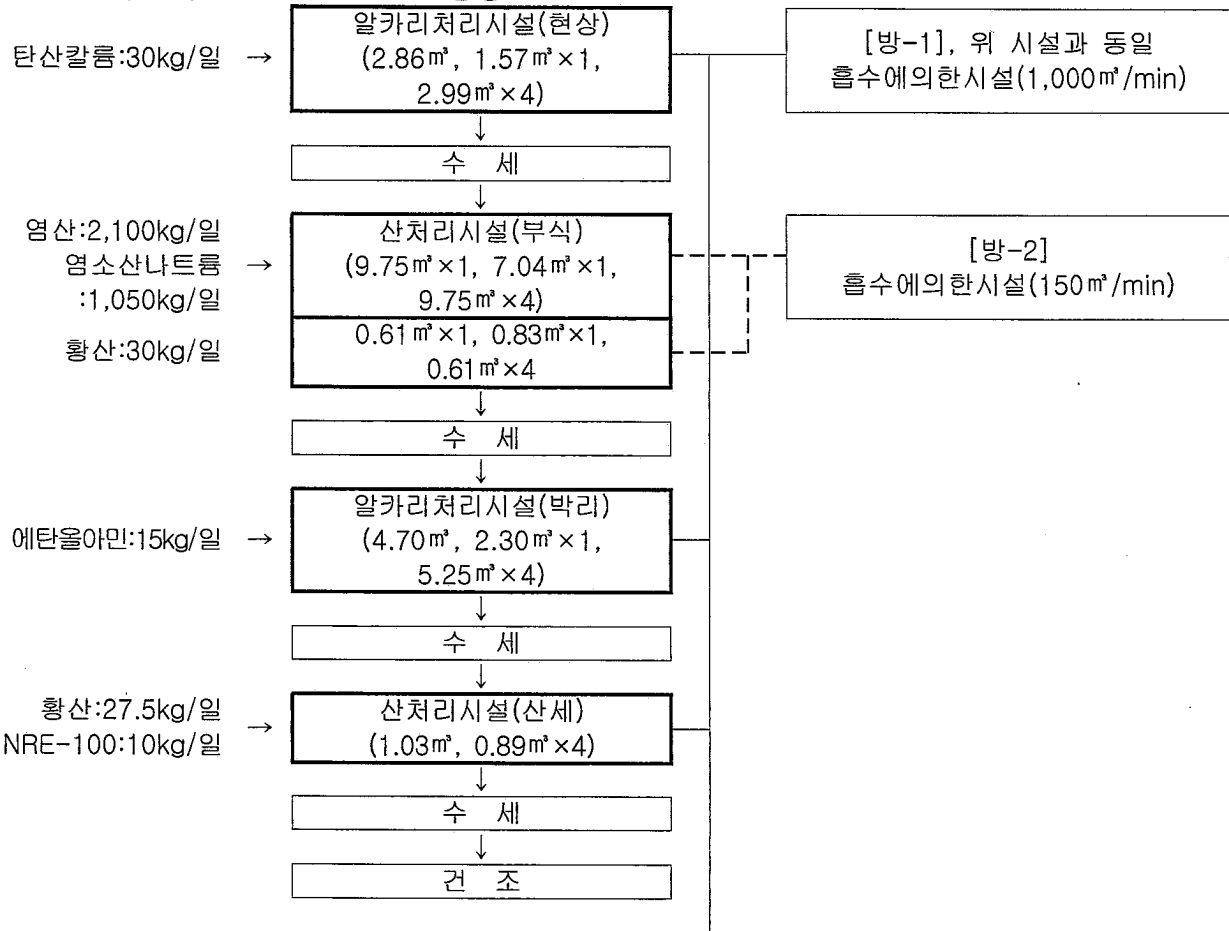 알카리처리시설(현상)
탄산칼륨:30kg/일 →
(2.86㎥, 1.57㎥×1,
2.99㎥×4)
[방-1], 위 시설과 동일
흡수에의한시설(1,000㎥/min)
↓
수 세
↓
염산:2,100kg/일
염소산나트륨 →
:1,050kg/일
산처리시설(부식)
(9.75㎥×1, 7.04㎥×1,
9.75㎥×4)
[방-2]
흡수에의한시설(150㎥/min)
황산:30kg/일
0.61㎥×1, 0.83㎥×1,
0.61㎥×4
↓
수 세
↓
알카리처리시설(박리)
에탄올아민:15kg/일 →
(4.70㎥, 2.30㎥×1,
5.25㎥×4)
↓
수 세
↓
황산:27.5kg/일 →
NRE-100:10kg/일
산처리시설(산세)
(1.03㎥, 0.89㎥×4)
↓
수 세
↓
건 조